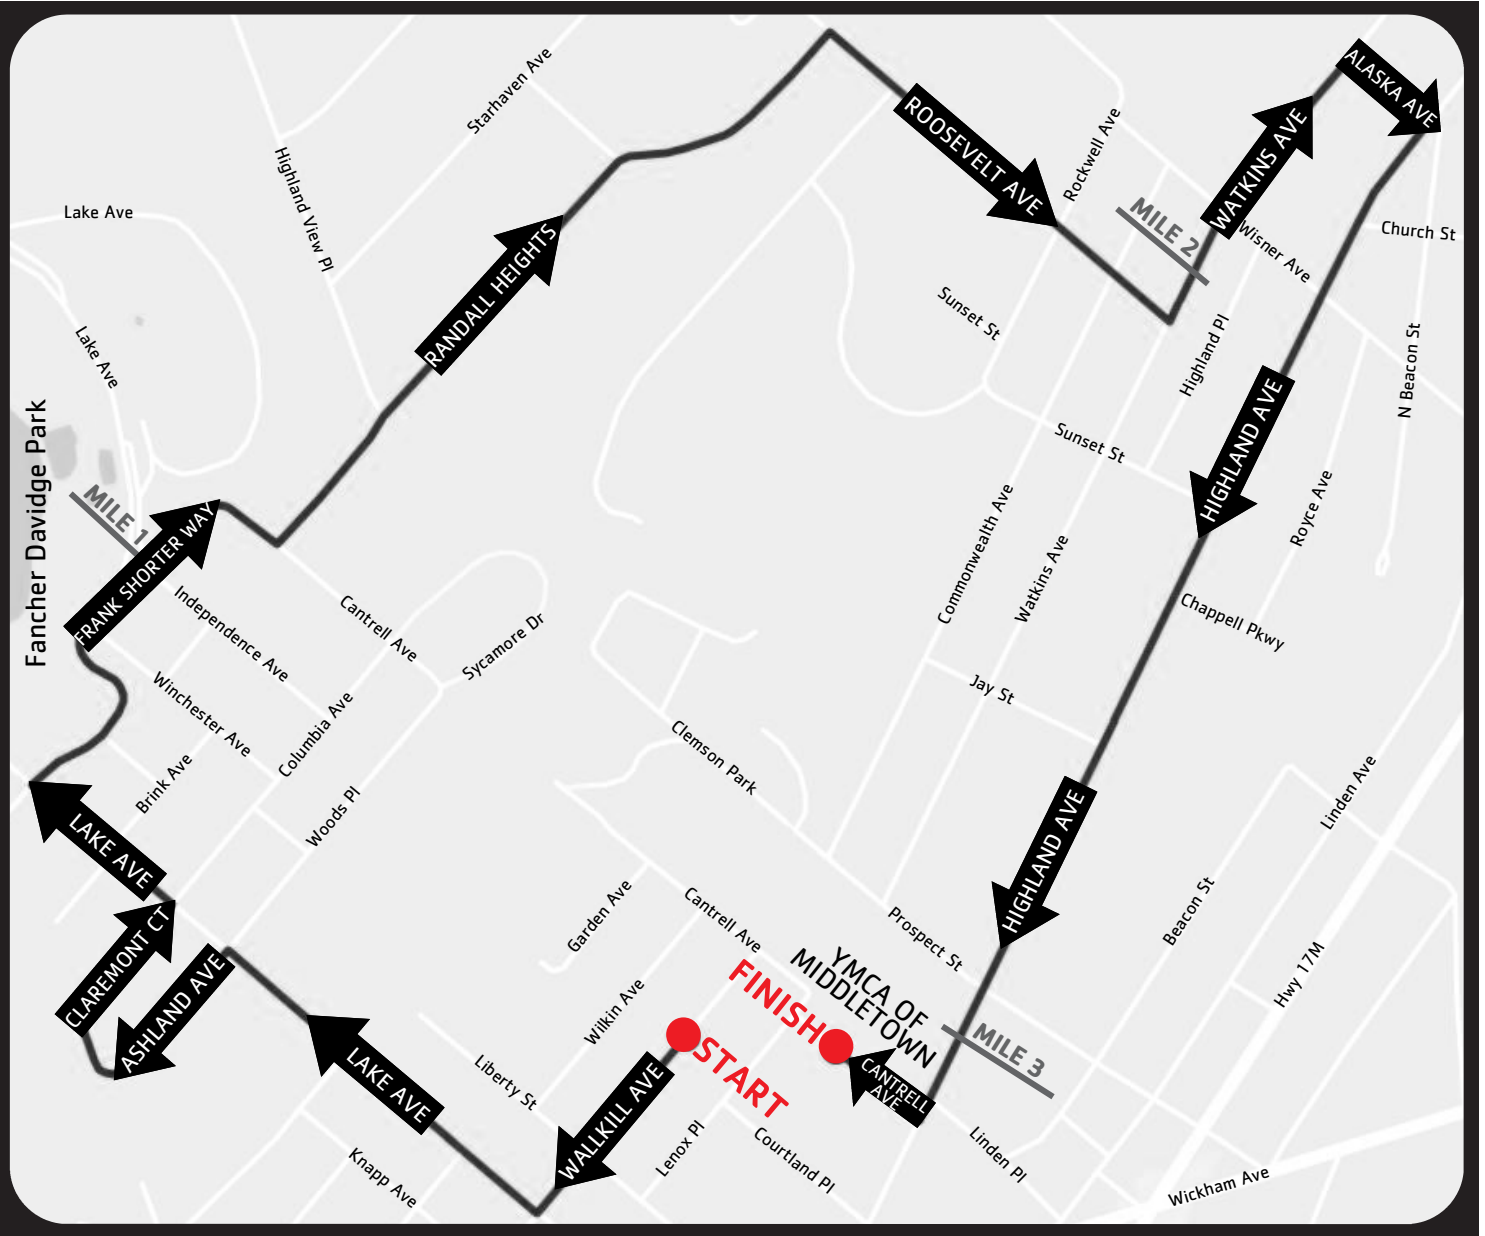 Starhaven Ave
ROOSEVELT AVE
Rockwell Ave
WATKINS AVE
ALASKA AVE
Highland View Pl
Lake Ave
MILE 2
Wisner Ave
Church St
RANDALL HEIGHTS
Sunset St
Highland Pl
N Beacon St
Lake Ave
HIGHLAND AVE
Sunset St
Fancher Davidge Park
MILE 1
FRANK SHORTER WAY
Commonwealth Ave
Watkins Ave
Royce Ave
Independence Ave
Cantrell Ave
Sycamore Dr
Chappell Pkwy
Winchester Ave
Columbia Ave
Jay St
Brink Ave
Woods Pl
Clemson Park
Linden Ave
LAKE AVE
HIGHLAND AVE
CLAREMONT CT
ASHLAND AVE
Garden Ave
Cantrell Ave
Prospect St
Beacon St
Hwy 17M
YMCA OF
MIDDLETOWN
FINISH
Wilkin Ave
START
MILE 3
LAKE AVE
Liberty St
WALLKILL AVE
CANTRELL
AVE
Lenox Pl
Courtland Pl
Linden Pl
Knapp Ave
Wickham Ave